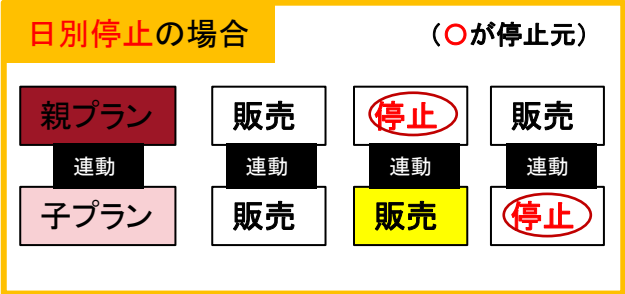 日別停止の場合
（〇が停止元）
親プラン 販売 停止 販売
連動 連動 連動 連動
子プラン 販売 販売 停止